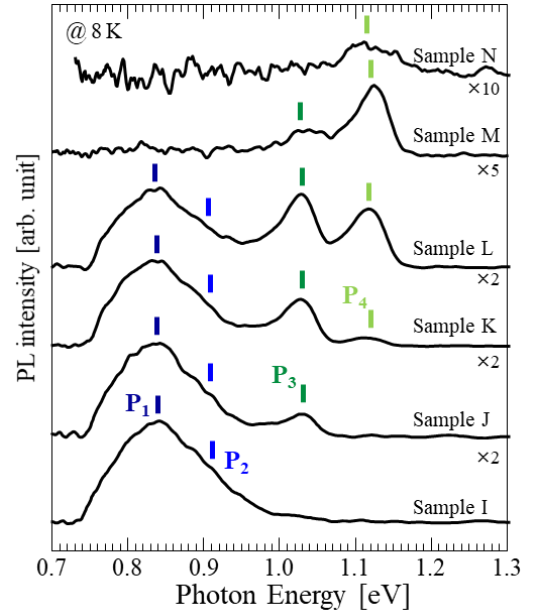 @ 8 K
Sample N
×10
Sample M
×5
Sample L
×2
Sample K
P₄
×2
P₃
Sample J
P₁
×2
P₂
Sample I
PL intensity [arb. unit]
0.7 0.8 0.9 1.0 1.1 1.2 1.3
Photon Energy [eV]